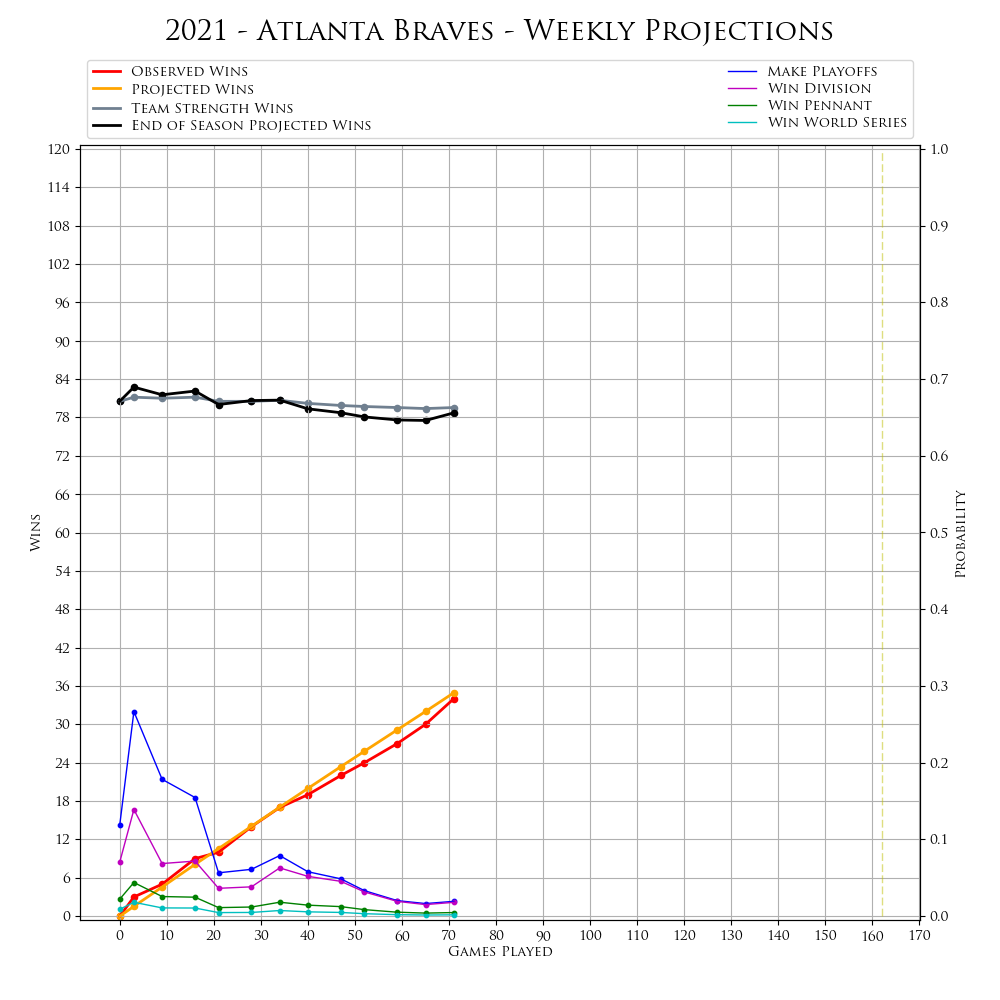 2021 - Atlanta Braves - Weekly Projections
Observed Wins
Projected Wins
Team Strength Wins
End of Season Projected Wins
Make Playoffs
Win Division
Win Pennant
Win World Series
120
114
108
102
96
90
84
78
72
66
60
54
48
42
36
30
24
18
12
6
0
Wins
1.0
0.9
0.8
0.7
0.6
0.5
0.4
0.3
0.2
0.1
0.0
Probability
0 10 20 30 40 50 60 70 80 90 100 110 120 130 140 150 160 170
Games Played